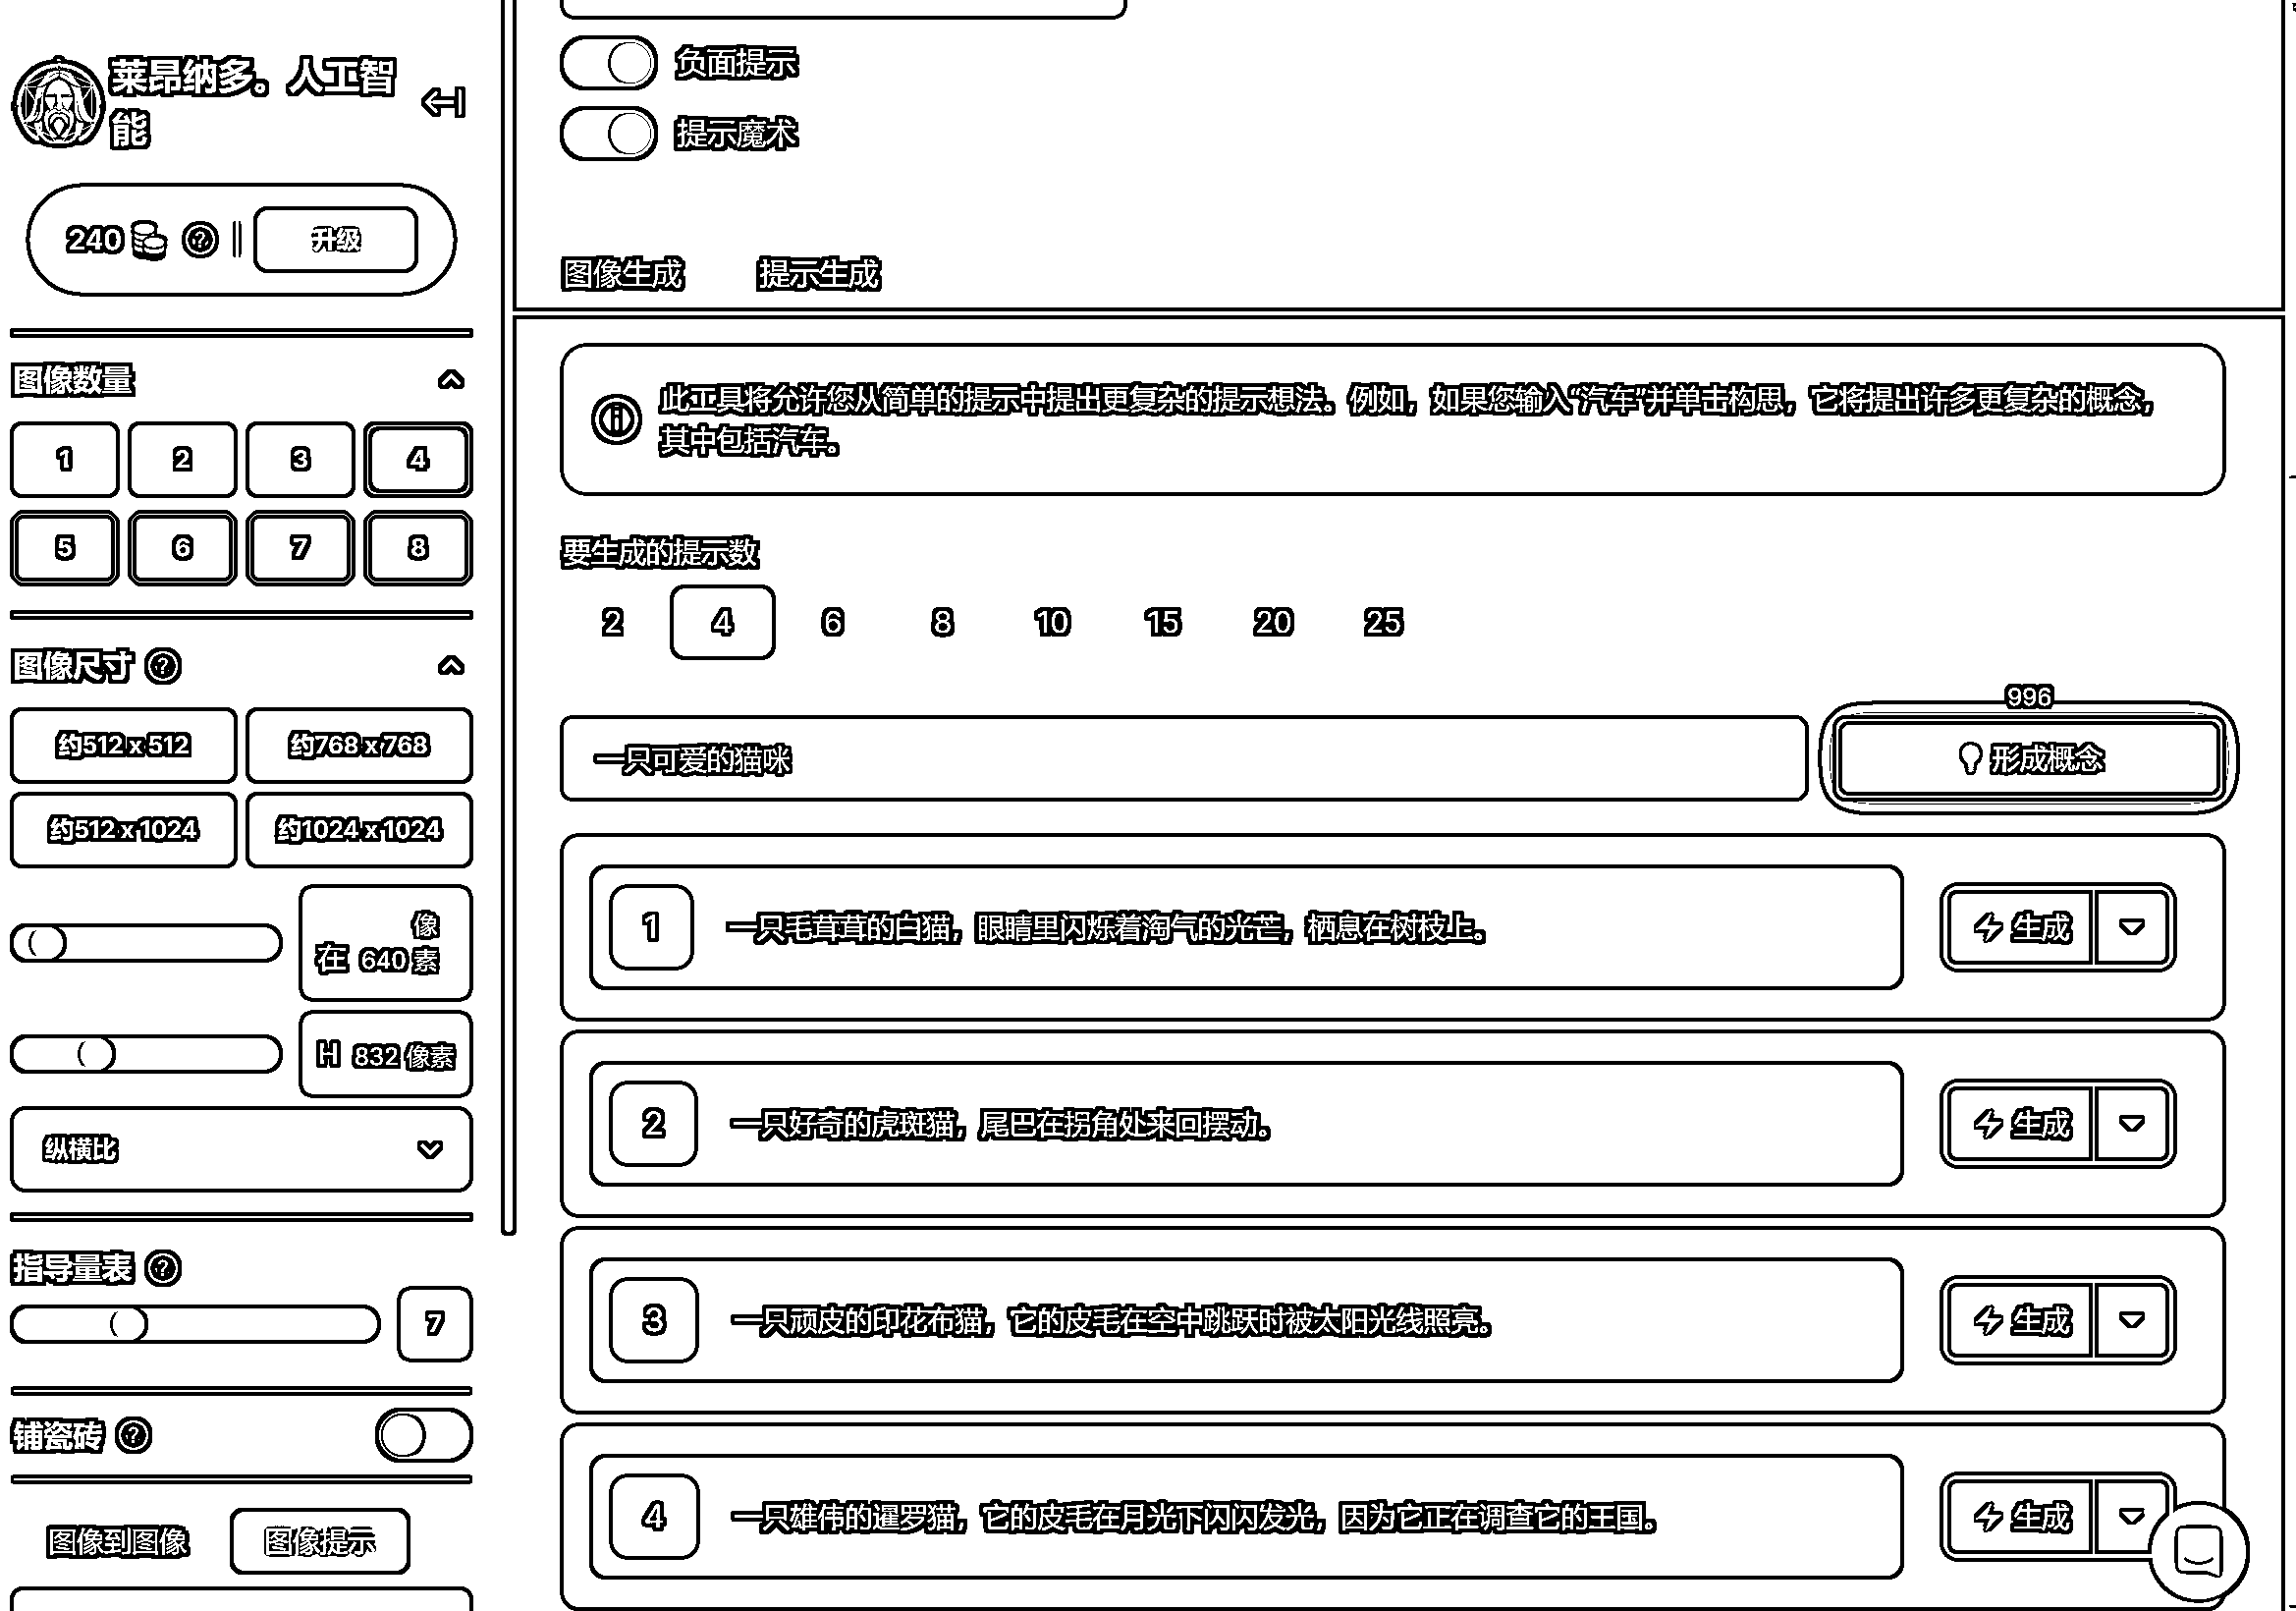 莱昂纳多。人工智
能
240
升级
图像数量
1 2 3 4
5 6 7 8
图像尺寸
约512 x 512 约768 x 768
约512 x 1024 约1024 x 1024
像
在 640 素
H 832 像素
纵横比
指导量表
7
铺瓷砖
图像到图像 图像提示
负面提示
提示魔术
图像生成 提示生成
此工具将允许您从简单的提示中提出更复杂的提示想法。例如，如果您输入“汽车”并单击构思，它将提出许多更复杂的概念，
其中包括汽车。
要生成的提示数
2 4 6 8 10 15 20 25
996
一只可爱的猫咪 形成概念
1 一只毛茸茸的白猫，眼睛里闪烁着淘气的光芒，栖息在树枝上。 生成
2 一只好奇的虎斑猫，尾巴在拐角处来回摆动。 生成
3 一只顽皮的印花布猫，它的皮毛在空中跳跃时被太阳光线照亮。 生成
4 一只雄伟的暹罗猫，它的皮毛在月光下闪闪发光，因为它正在调查它的王国。 生成